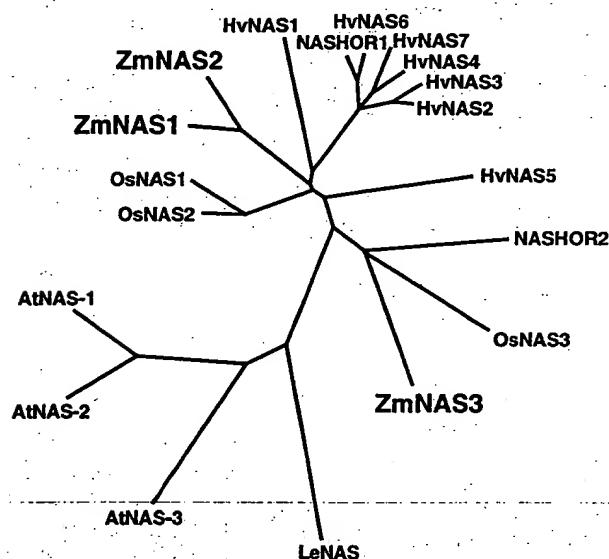 HvNAS6
HvNAS1
NASHOR1
HvNAS7
ZmNAS2
HvNAS4
HvNAS3
HvNAS2
ZmNAS1
OsNAS1
HvNAS5
OsNAS2
NASHOR2
AtNAS-1
OsNAS3
ZmNAS3
AtNAS-2
AtNAS-3
LeNAS